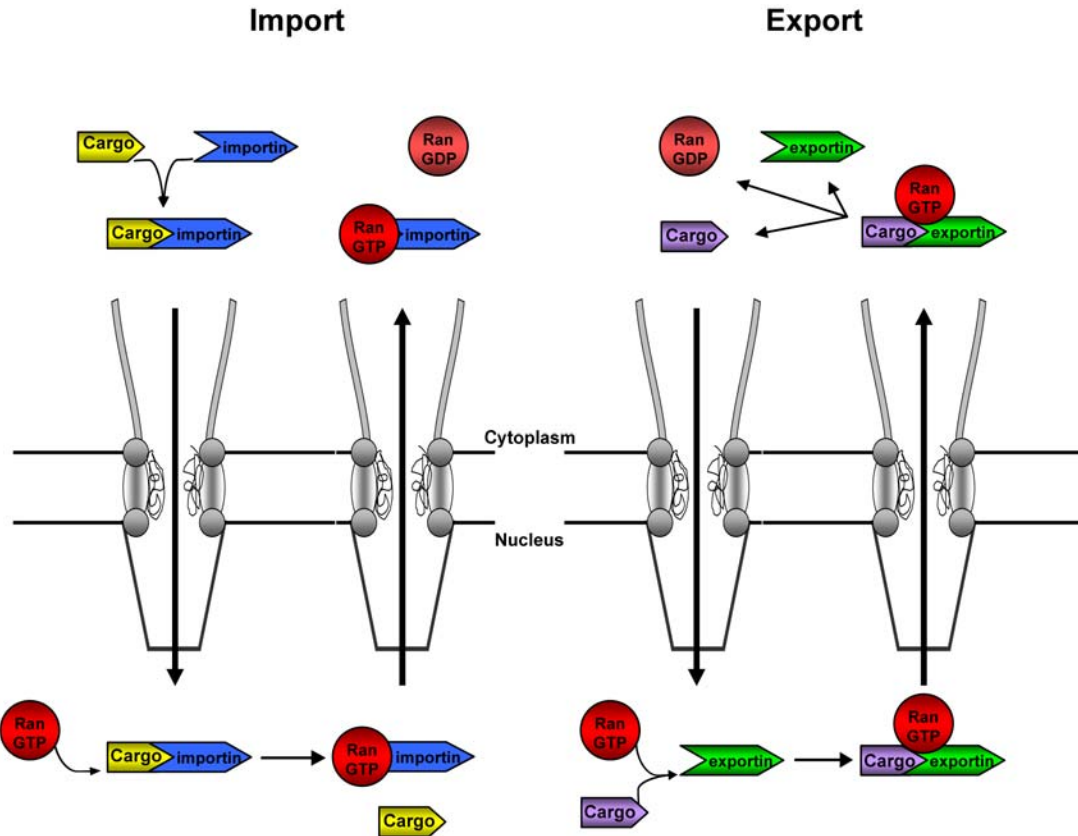 Import
Export
Cargo
importin
Ran
GDP
Ran
GDP
exportin
Cargo
importin
Ran
GTP
importin
Cargo
Ran
GTP
Cargo
exportin
Cytoplasm
Nucleus
Ran
GTP
Cargo
importin
Ran
GTP
importin
Cargo
Ran
GTP
Cargo
exportin
Ran
GTP
Cargo
exportin